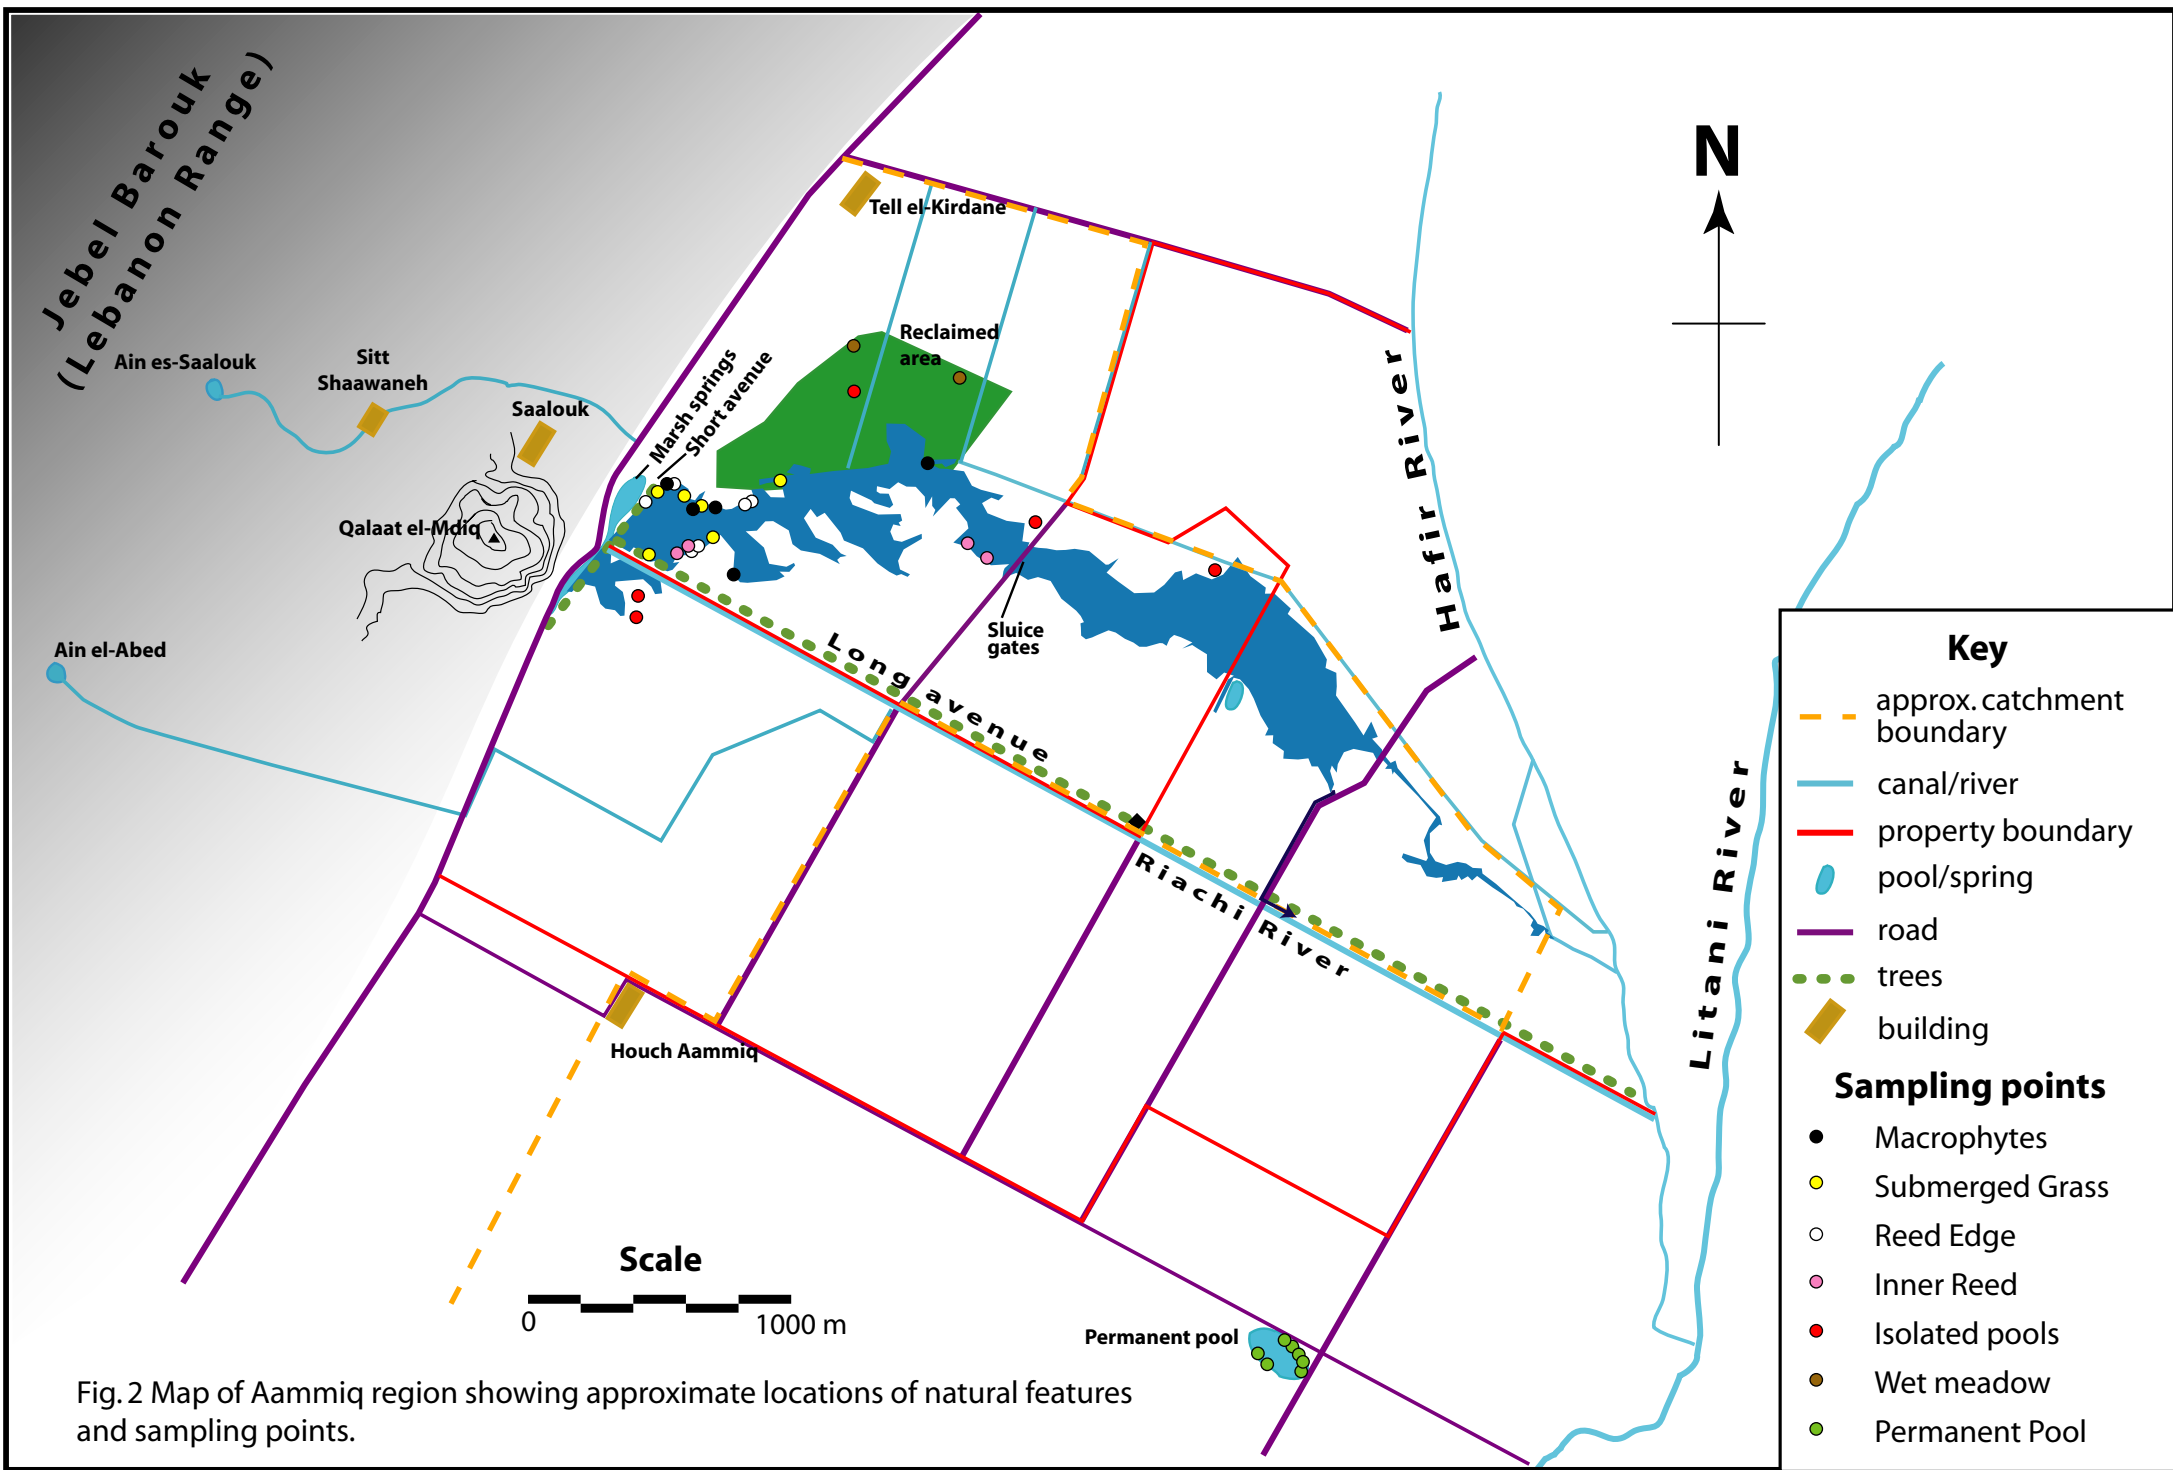 Jebel Barouk
(Lebanon Range)
N
Tell el-Kirdane
Reclaimed
area
Marsh springs
Short avenue
Ain es-Saalouk
Sitt
Shaawaneh
Saalouk
Qalaat el-Mdiq
Ain el-Abed
Hafir River
Sluice
gates
Long avenue
Riachi River
Litani River
Houch Aammiq
Permanent pool
Scale
0
1000 m
Fig. 2 Map of Aammiq region showing approximate locations of natural features
and sampling points.
Key
approx. catchment
boundary
canal/river
property boundary
pool/spring
road
trees
building
Sampling points
Macrophytes
Submerged Grass
Reed Edge
Inner Reed
Isolated pools
Wet meadow
Permanent Pool